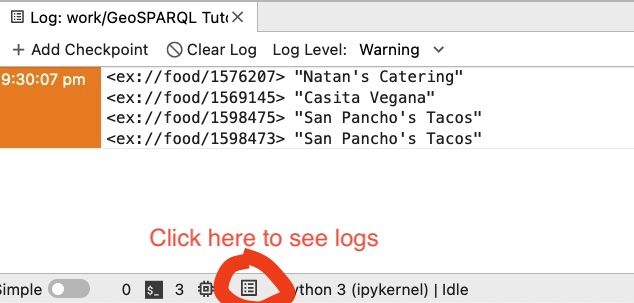 Log: work/GeoSPARQL Tut
+ Add Checkpoint Clear Log Log Level: Warning
9:30:07 pm
<ex://food/1576207> "Natan's Catering"
<ex://food/1569145> "Casita Vegana"
<ex://food/1598475> "San Pancho's Tacos"
<ex://food/1598473> "San Pancho's Tacos"
Click here to see logs
imple 0 $_ 3 ython 3 (ipykernel) | Idle